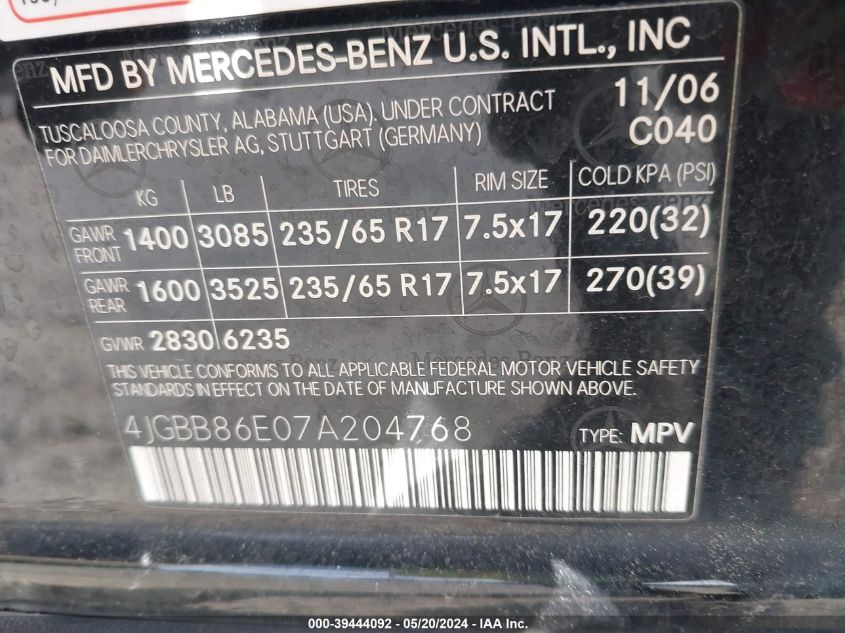 MFD BY MERCEDES-BENZ U.S. INTL., INC
TUSCALOOSA COUNTY, ALABAMA (USA). UNDER CONTRACT 11/06
FOR DAIMLERCHRYSLER AG, STUTTGART (GERMANY) C040
KG LB TIRES RIM SIZE COLD KPA (PSI)
GAWR FRONT 1400 3085 235/65 R17 7.5x17 220(32)
GAWR REAR 1600 3525 235/65 R17 7.5x17 270(39)
GVWR 2830 6235
THIS VEHICLE CONFORMS TO ALL APPLICABLE FEDERAL MOTOR VEHICLE SAFETY
STANDARDS IN EFFECT ON THE DATE OF MANUFACTURE SHOWN ABOVE.
4JGBB86E07A204768 TYPE: MPV
000-39444092 - 05/20/2024 - IAA Inc.